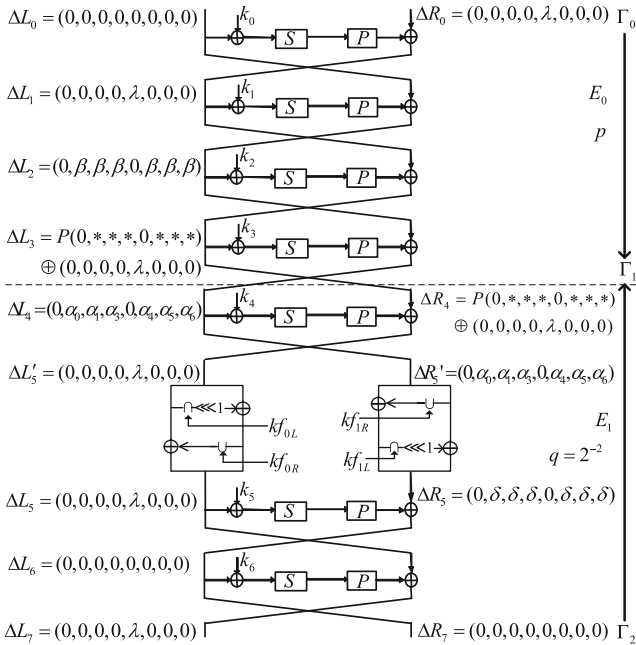 ΔL₀=(0,0,0,0,0,0,0,0) k₀ S P ΔR₀=(0,0,0,0,λ,0,0,0) Γ₀
ΔL₁=(0,0,0,0,λ,0,0,0) k₁ S P E₀
p
ΔL₂=(0,β,β,β,0,β,β,β) k₂ S P
ΔL₃=P(0,*,*,*,0,*,*,*) k₃ S P
⊕(0,0,0,0,λ,0,0,0) Γ₁
ΔL₄=(0,α₀,α₁,α₃,0,α₄,α₅,α₆) k₄ S P ΔR₄=P(0,*,*,*,0,*,*,*)
⊕(0,0,0,0,λ,0,0,0)
ΔL₅′=(0,0,0,0,λ,0,0,0) ΔR₅'=(0,α₀,α₁,α₃,0,α₄,α₅,α₆)
∩ ⋘1 kf₀L kf₁R ∪ E₁
∪ kf₀R kf₁L ∩ ⋘1 q=2⁻²
ΔL₅=(0,0,0,0,λ,0,0,0) k₅ S P ΔR₅=(0,δ,δ,δ,0,δ,δ,δ)
ΔL₆=(0,0,0,0,0,0,0,0) k₆ S P
ΔL₇=(0,0,0,0,λ,0,0,0) ΔR₇=(0,0,0,0,0,0,0,0) Γ₂